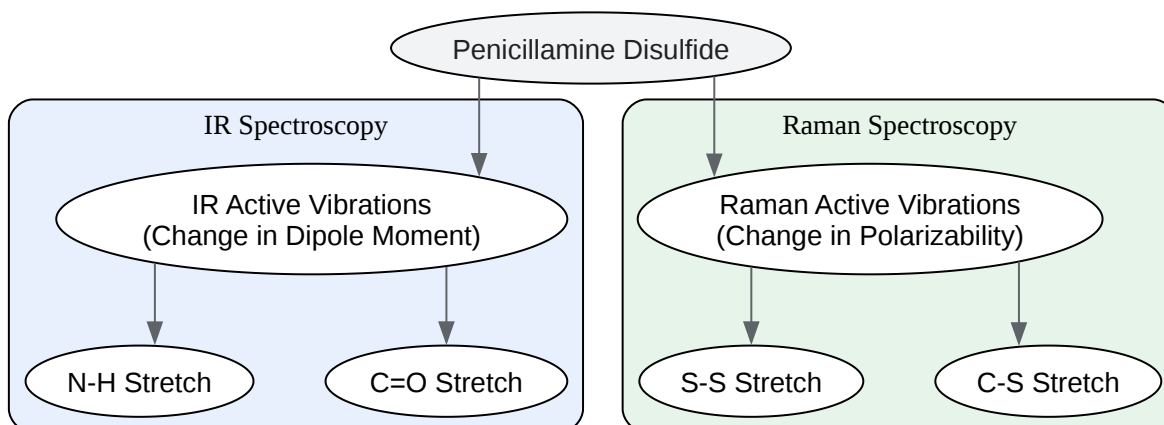 Penicillamine Disulfide
IR Spectroscopy
IR Active Vibrations
(Change in Dipole Moment)
N-H Stretch
C=O Stretch
Raman Spectroscopy
Raman Active Vibrations
(Change in Polarizability)
S-S Stretch
C-S Stretch